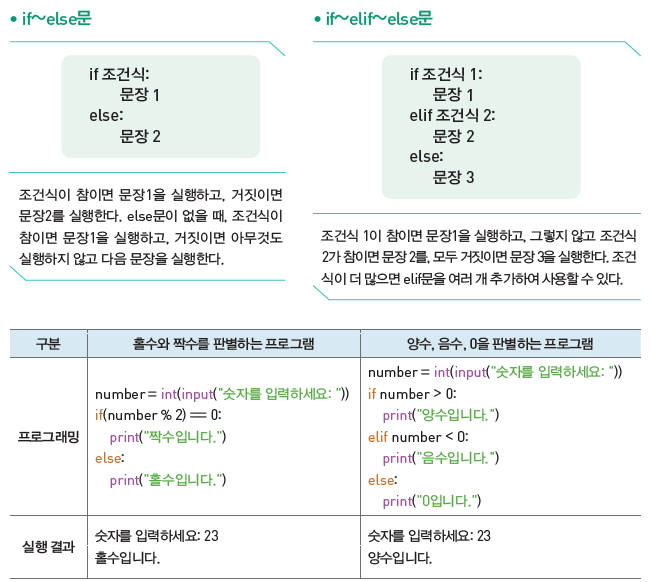 • if~else문
if 조건식:
문장 1
else:
문장 2
조건식이 참이면 문장1을 실행하고, 거짓이면
문장2를 실행한다. else문이 없을 때, 조건식이
참이면 문장1을 실행하고, 거짓이면 아무것도
실행하지 않고 다음 문장을 실행한다.
• if~elif~else문
if 조건식 1:
문장 1
elif 조건식 2:
문장 2
else:
문장 3
조건식 1이 참이면 문장1을 실행하고, 그렇지 않고 조건식
2가 참이면 문장 2를, 모두 거짓이면 문장 3을 실행한다. 조건
식이 더 많으면 elif문을 여러 개 추가하여 사용할 수 있다.
구분 홀수와 짝수를 판별하는 프로그램 양수, 음수, 0을 판별하는 프로그램
프로그래밍
number = int(input("숫자를 입력하세요: "))
if(number % 2) == 0:
print("짝수입니다.")
else:
print("홀수입니다.")
number = int(input("숫자를 입력하세요: "))
if number > 0:
print("양수입니다.")
elif number < 0:
print("음수입니다.")
else:
print("0입니다.")
실행 결과
숫자를 입력하세요: 23
홀수입니다.
숫자를 입력하세요: 23
양수입니다.